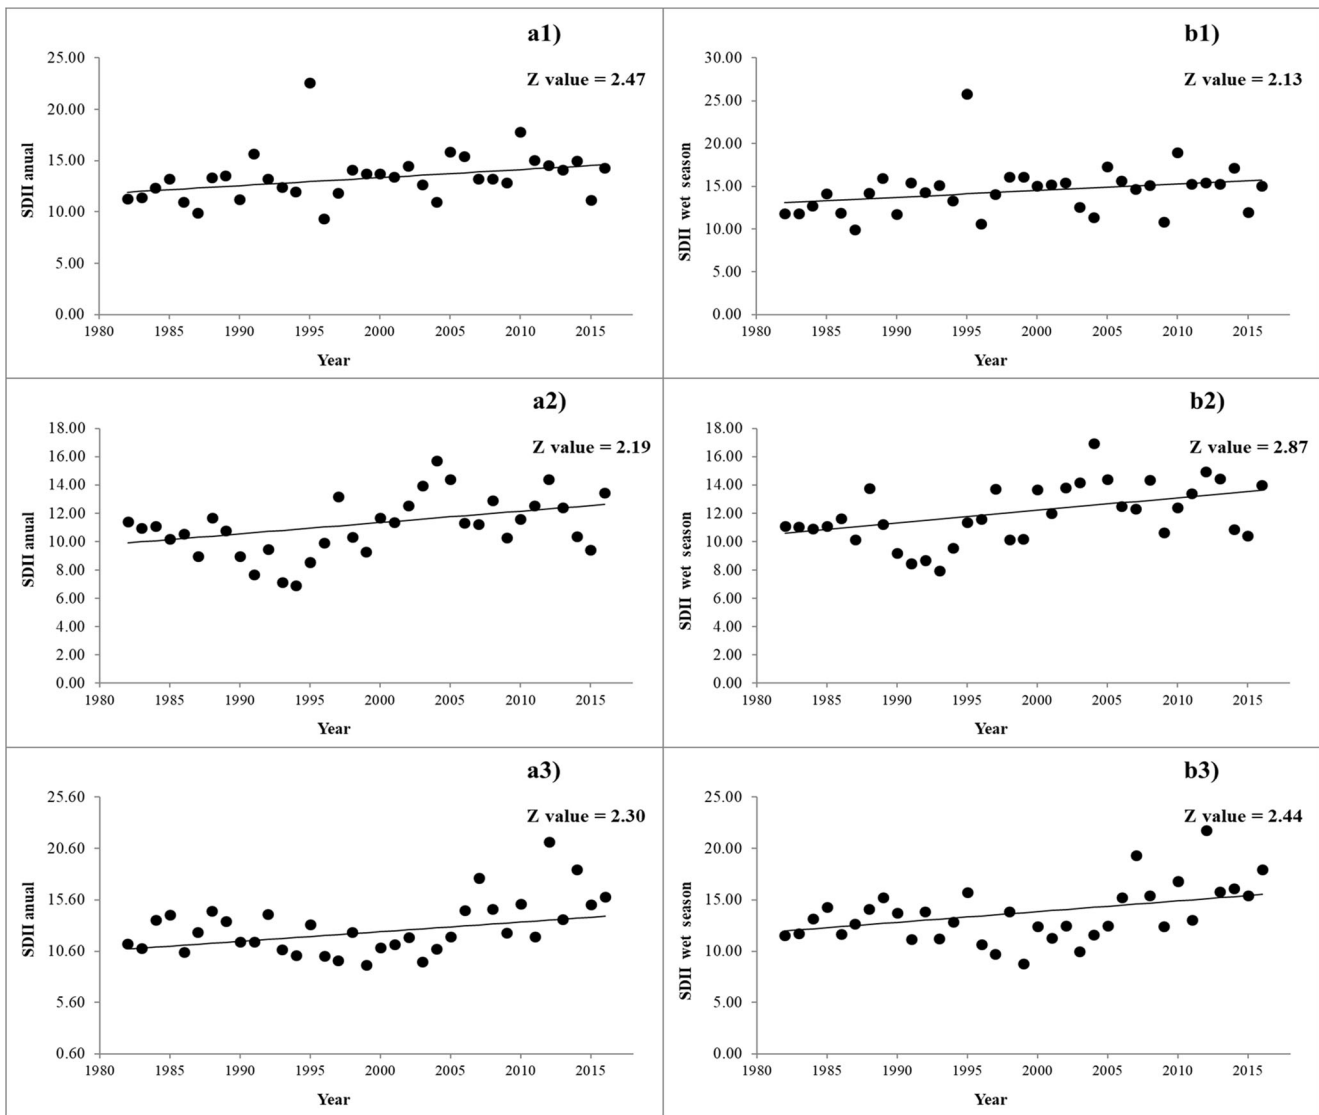 a1)
Z value = 2.47
25.00
20.00
15.00
10.00
5.00
0.00
SDII anual
1980 1985 1990 1995 2000 2005 2010 2015
Year
b1)
Z value = 2.13
30.00
25.00
20.00
15.00
10.00
5.00
0.00
SDII wet season
1980 1985 1990 1995 2000 2005 2010 2015
Year
a2)
Z value = 2.19
18.00
16.00
14.00
12.00
10.00
8.00
6.00
4.00
2.00
0.00
SDII anual
1980 1985 1990 1995 2000 2005 2010 2015
Year
b2)
Z value = 2.87
18.00
16.00
14.00
12.00
10.00
8.00
6.00
4.00
2.00
0.00
SDII wet season
1980 1985 1990 1995 2000 2005 2010 2015
Year
a3)
Z value = 2.30
25.60
20.60
15.60
10.60
5.60
0.60
SDII anual
1980 1985 1990 1995 2000 2005 2010 2015
Year
b3)
Z value = 2.44
25.00
20.00
15.00
10.00
5.00
0.00
SDII wet season
1980 1985 1990 1995 2000 2005 2010 2015
Year